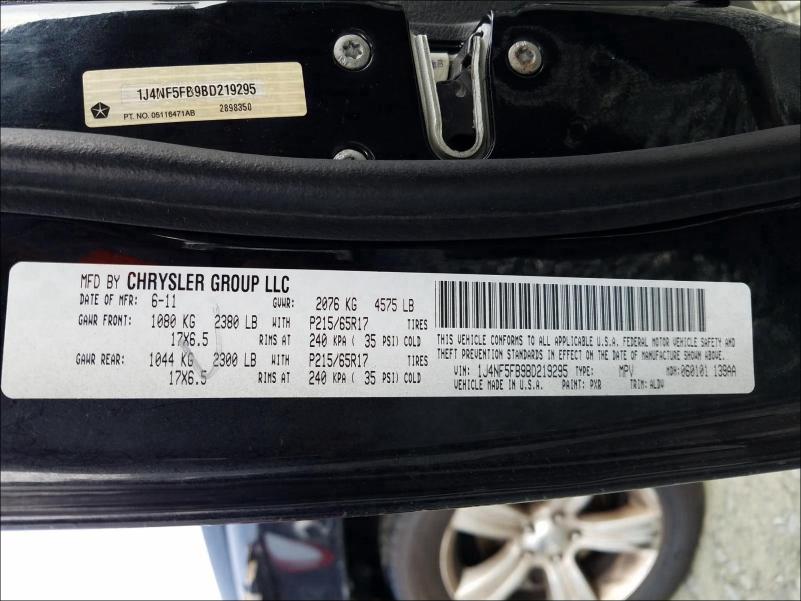 1J4NF5FB9BD219295
PT. NO. 05116471AB 2898350
MFD BY CHRYSLER GROUP LLC
DATE OF MFR: 6-11 GVWR: 2076 KG 4575 LB
GAWR FRONT: 1080 KG 2380 LB WITH P215/65R17 TIRES
17X6.5 RIMS AT 240 KPA ( 35 PSI) COLD
GAWR REAR: 1044 KG 2300 LB WITH P215/65R17 TIRES
17X6.5 RIMS AT 240 KPA ( 35 PSI) COLD
THIS VEHICLE CONFORMS TO ALL APPLICABLE U.S.A. FEDERAL MOTOR VEHICLE SAFETY AND
THEFT PREVENTION STANDARDS IN EFFECT ON THE DATE OF MANUFACTURE SHOWN ABOVE.
VIN: 1J4NF5FB9BD219295 TYPE: MPV MDH: 060101 139AA
VEHICLE MADE IN U.S.A. PAINT: PXR TRIM: ALDV